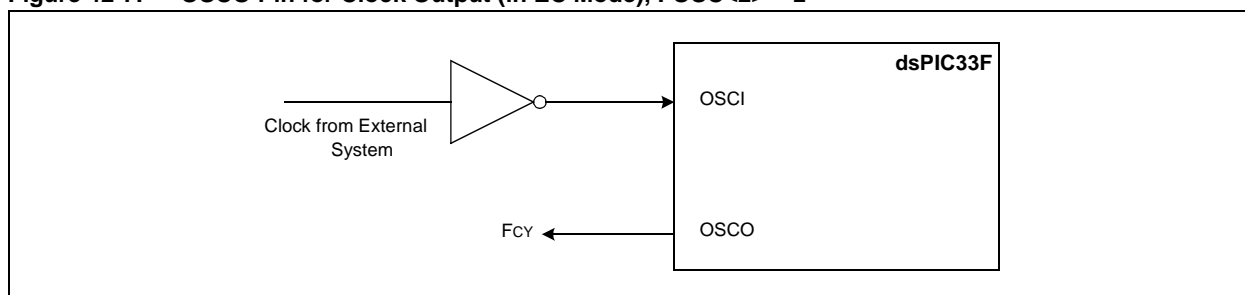 dsPIC33F
OSCI
Clock from External
System
FCY
OSCO